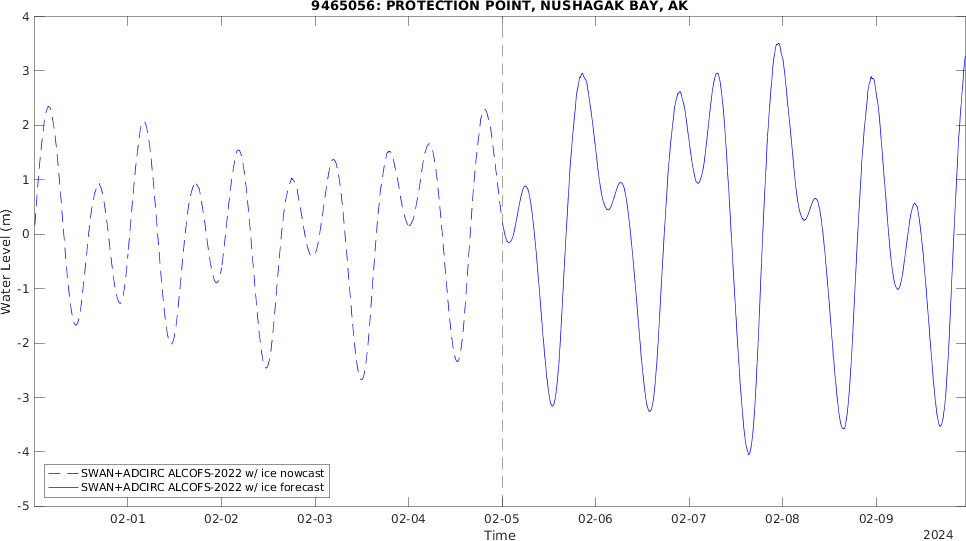 9465056: PROTECTION POINT, NUSHAGAK BAY, AK
4
3
2
1
0
-1
-2
-3
-4
-5
Water Level (m)
SWAN+ADCIRC ALCOFS-2022 w/ ice nowcast
SWAN+ADCIRC ALCOFS-2022 w/ ice forecast
02-01 02-02 02-03 02-04 02-05 02-06 02-07 02-08 02-09
Time
2024